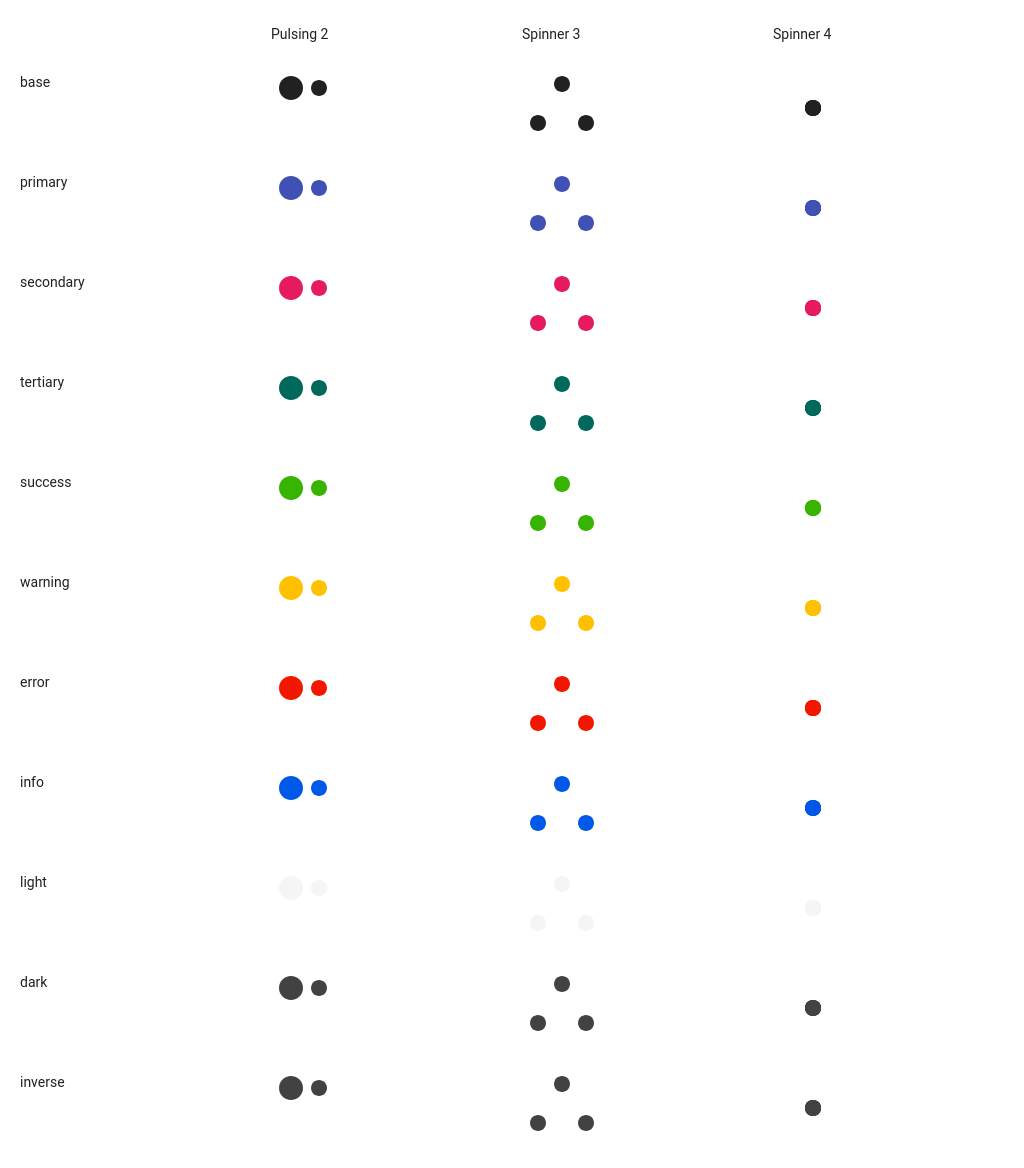 Pulsing 2 Spinner 3 Spinner 4
base
primary
secondary
tertiary
success
warning
error
info
light
dark
inverse